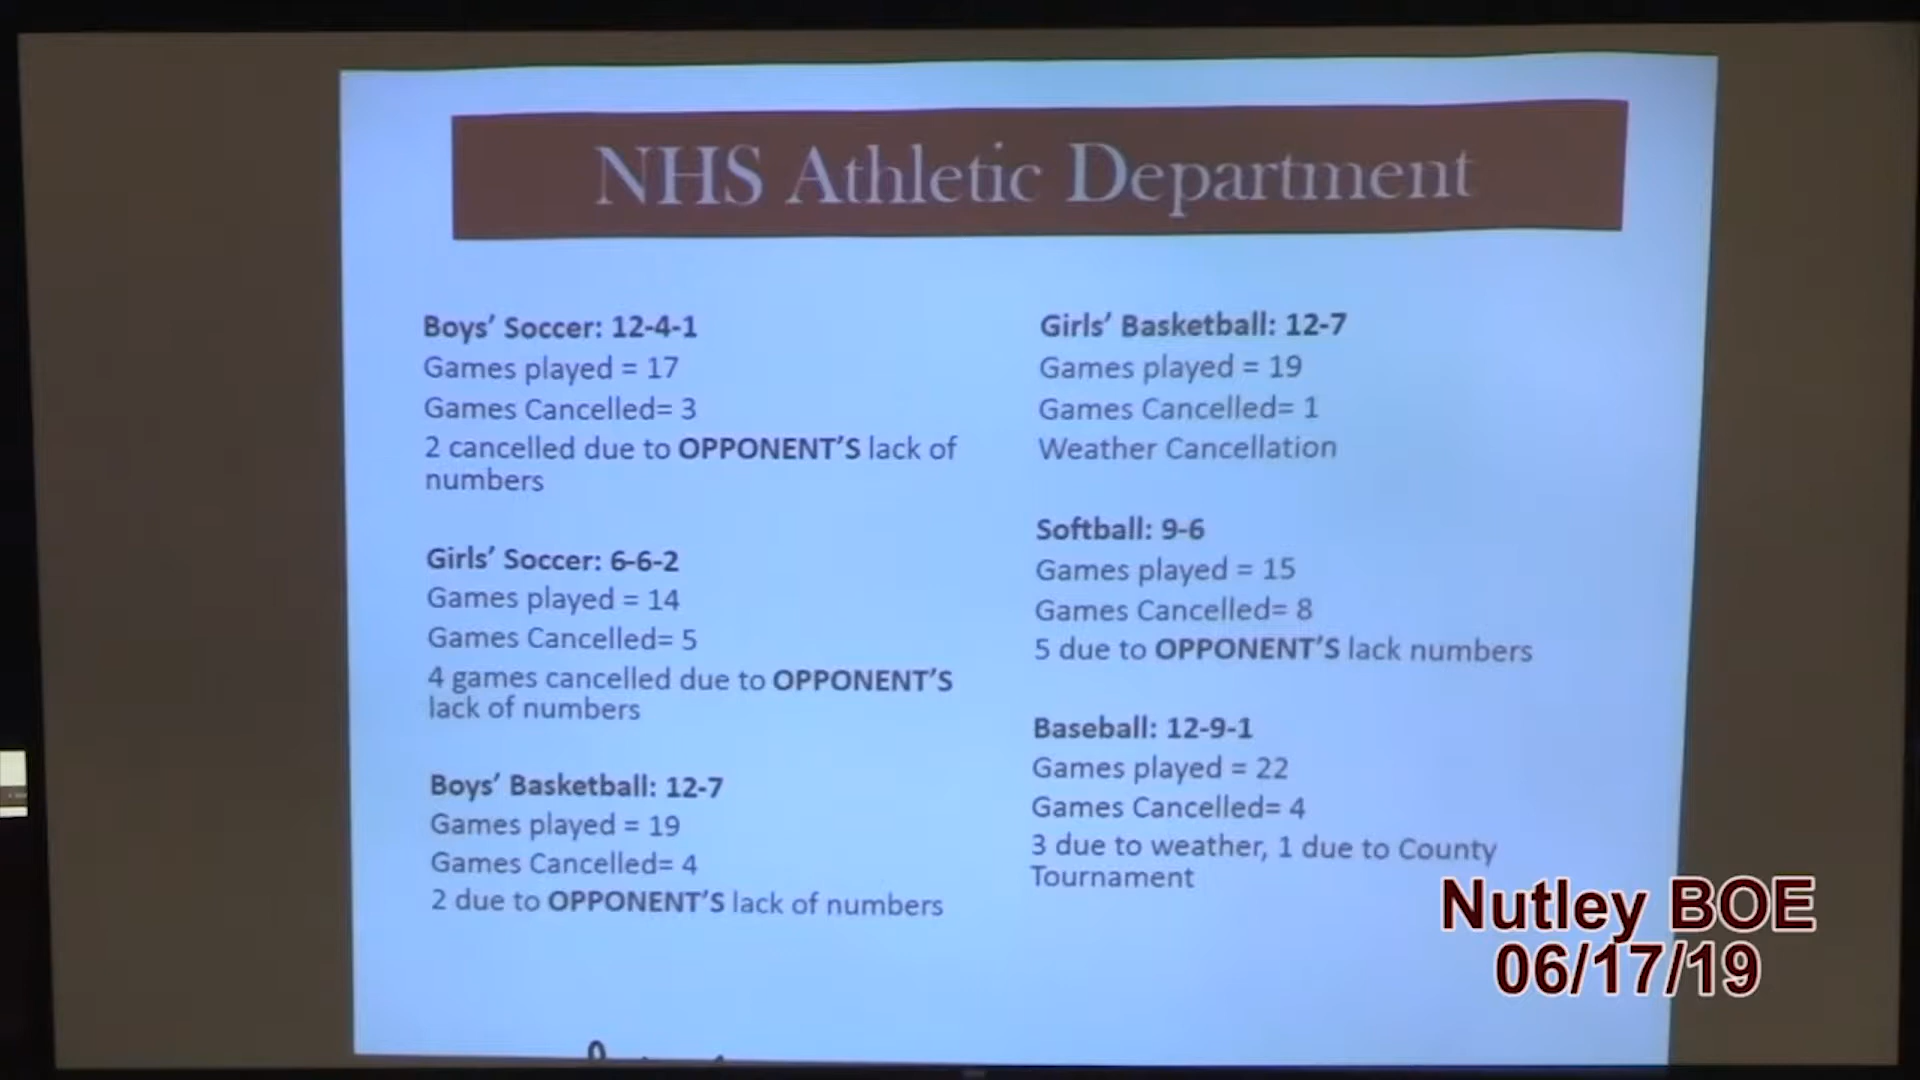 NHS Athletic Department
Boys' Soccer: 12-4-1
Games played = 17
Games Cancelled= 3
2 cancelled due to OPPONENT'S lack of
numbers
Girls' Soccer: 6-6-2
Games played = 14
Games Cancelled= 5
4 games cancelled due to OPPONENT'S
lack of numbers
Boys' Basketball: 12-7
Games played = 19
Games Cancelled= 4
2 due to OPPONENT'S lack of numbers
Girls' Basketball: 12-7
Games played = 19
Games Cancelled= 1
Weather Cancellation
Softball: 9-6
Games played = 15
Games Cancelled= 8
5 due to OPPONENT'S lack numbers
Baseball: 12-9-1
Games played = 22
Games Cancelled= 4
3 due to weather, 1 due to County
Tournament
Nutley BOE
06/17/19